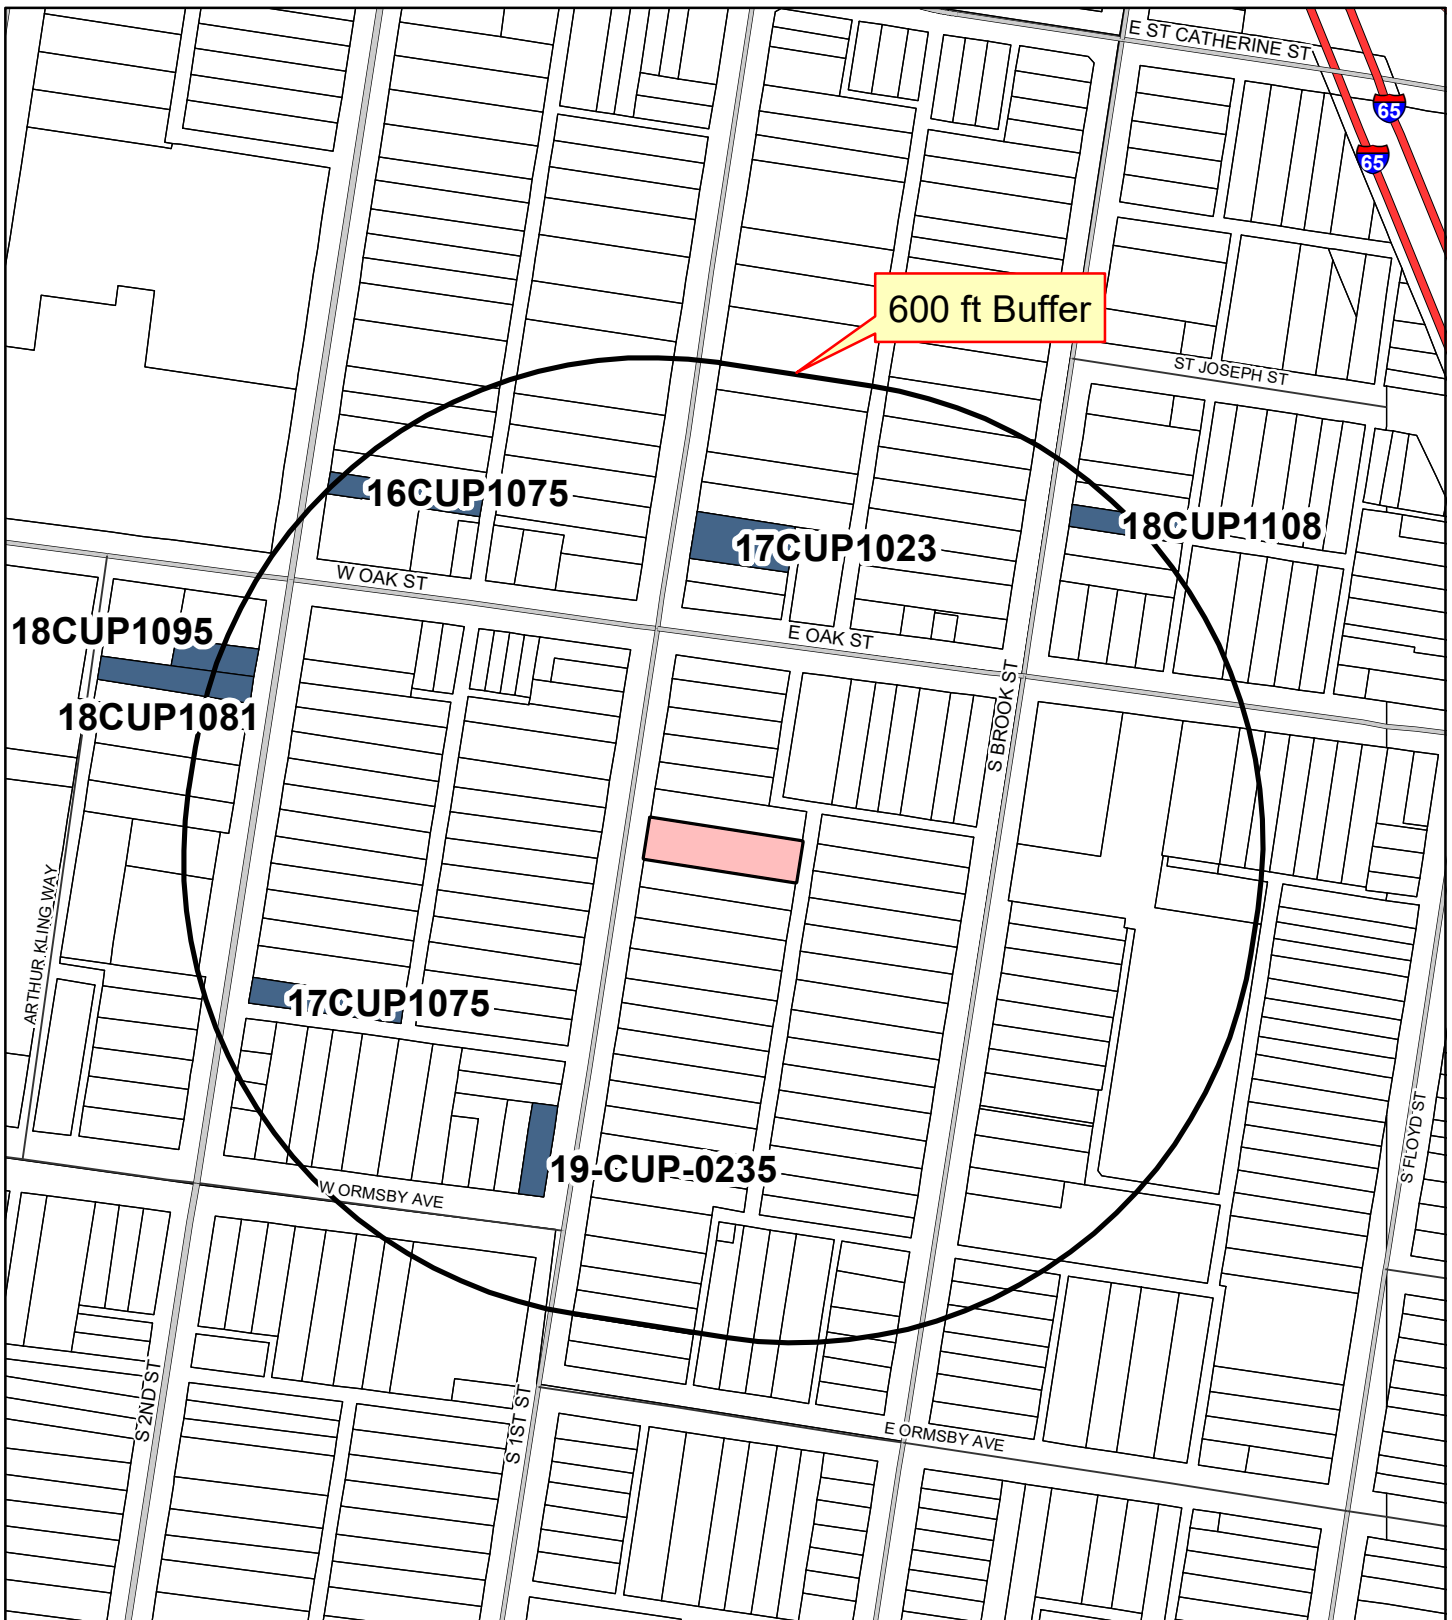 E ST CATHERINE ST
65
65
600 ft Buffer
ST JOSEPH ST
16CUP1075
17CUP1023
18CUP1108
W OAK ST
E OAK ST
18CUP1095
18CUP1081
S BROOK ST
ARTHUR KLING WAY
17CUP1075
19-CUP-0235
S FLOYD ST
W ORMSBY AVE
S 2ND ST
S 1ST ST
E ORMSBY AVE